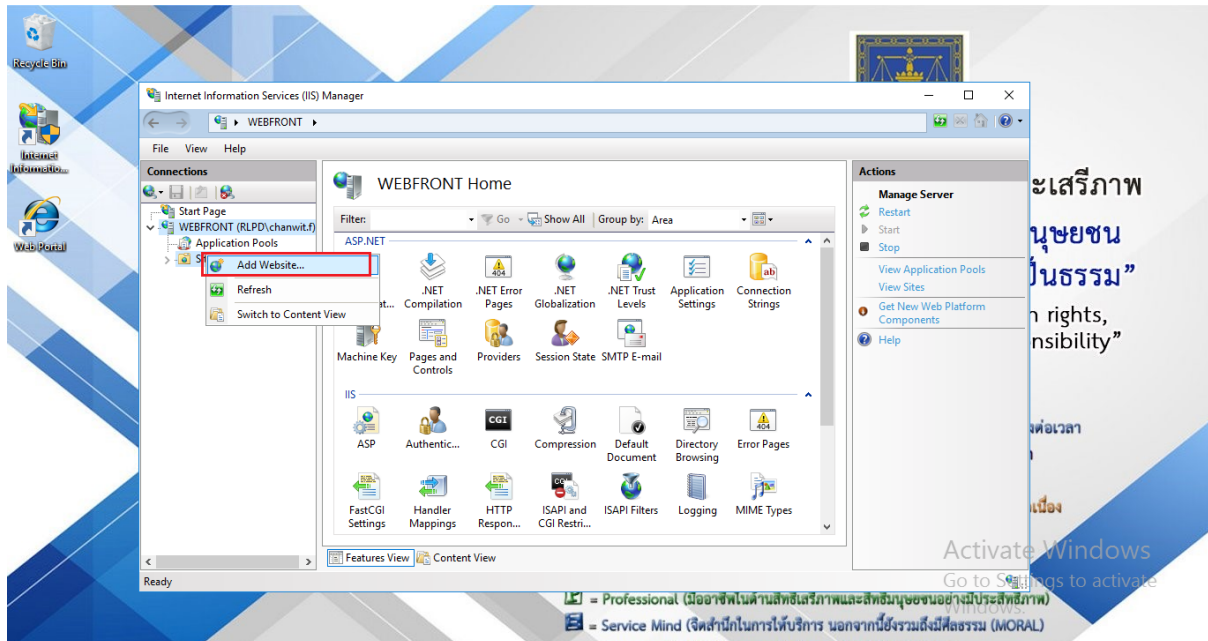 Recycle Bin
Internet
Informatio...
Web Portal
Internet Information Services (IIS) Manager
WEBFRONT
File View Help
Connections
Start Page
WEBFRONT (RLPD\chanwit.f)
Application Pools
Add Website...
Refresh
Switch to Content View
WEBFRONT Home
Filter: Go Show All Group by: Area
ASP.NET
.NET Compilation
.NET Error Pages
.NET Globalization
.NET Trust Levels
Application Settings
Connection Strings
Machine Key
Pages and Controls
Providers
Session State
SMTP E-mail
IIS
ASP
Authentic...
CGI
Compression
Default Document
Directory Browsing
Error Pages
FastCGI Settings
Handler Mappings
HTTP Respon...
ISAPI and CGI Restri...
ISAPI Filters
Logging
MIME Types
Features View Content View
Ready
Actions
Manage Server
Restart
Start
Stop
View Application Pools
View Sites
Get New Web Platform
Components
Help
ะเสรีภาพ
นุษยชน
ป็นธรรม”
rights,
nsibility”
ต่อเวลา
Activate Windows
Go to Settings to activate
Windows.
= Professional (มืออาชีพในด้านสิทธิเสรีภาพและสิทธิมนุษยชนอย่างมีประสิทธิภาพ)
= Service Mind (จิตสำนึกในการให้บริการ นอกจากนี้ยังรวมถึงมีศีลธรรม (MORAL)